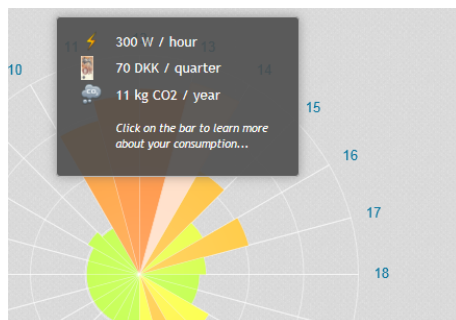 11
13
300 W / hour
10
70 DKK / quarter
14
CO₂
11 kg CO2 / year
15
Click on the bar to learn more
about your consumption...
16
17
18